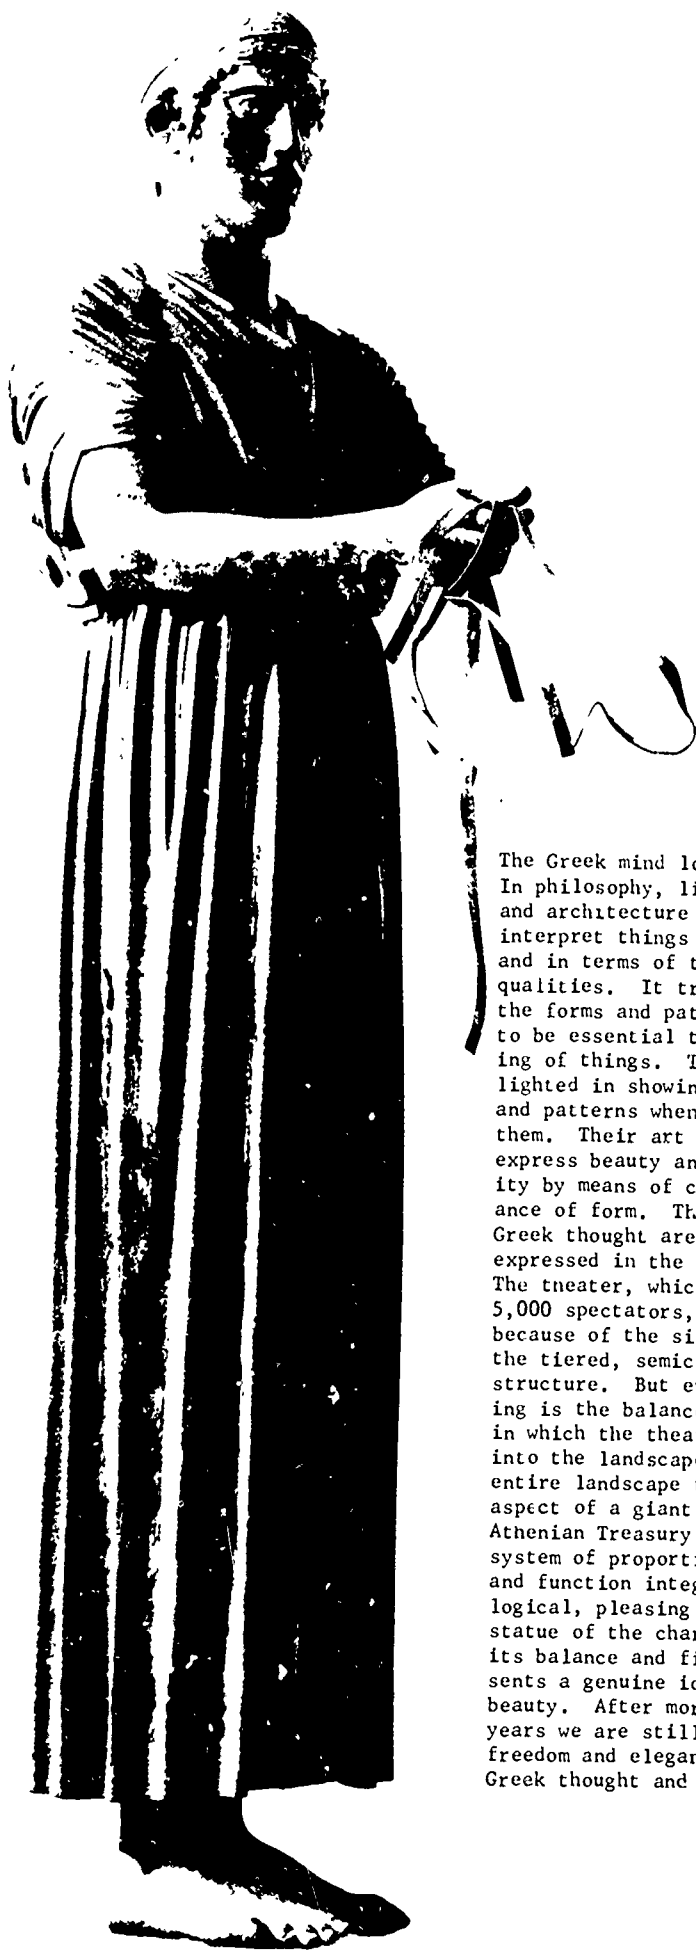 The Greek mind lo
In philosophy, li
and architecture
interpret things
and in terms of t
qualities. It tr
the forms and pat
to be essential t
ing of things. T
lighted in showin
and patterns when
them. Their art
express beauty an
ity by means of c
ance of form. Th
Greek thought are
expressed in the
The tneater, whic
5,000 spectators,
because of the si
the tiered, semic
structure. But e
ing is the balanc
in which the thea
into the landscap
entire landscape
aspect of a giant
Athenian Treasury
system of proporti
and function integ
logical, pleasing
statue of the char
its balance and fi
sents a genuine id
beauty. After mor
years we are still
freedom and elegan
Greek thought and